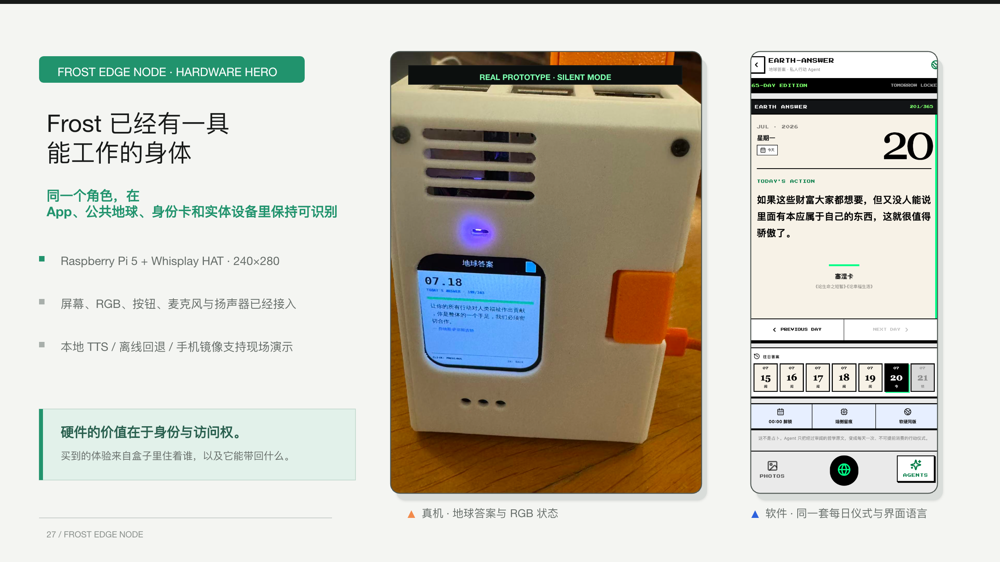 FROST EDGE NODE · HARDWARE HERO
Frost 已经有一具
能工作的身体
同一个角色，在
App、公共地球、身份卡和实体设备里保持可识别
Raspberry Pi 5 + Whisplay HAT · 240×280
屏幕、RGB、按钮、麦克风与扬声器已经接入
本地 TTS / 离线回退 / 手机镜像支持现场演示
硬件的价值在于身份与访问权。
买到的体验来自盒子里住着谁，以及它能带回什么。
27 / FROST EDGE NODE
REAL PROTOTYPE · SILENT MODE
地球答案
07.18
TODAY'S ANSWER · 199/365
让你的所有行动对人类福祉作出贡献
，你是整体的一个手足，我们必须密
切合作。
CLICK: PREVIOUS
2X: BACK
▲ 真机 · 地球答案与 RGB 状态
EARTH-ANSWER
地球答案 · 私人行动 Agent
65-DAY EDITION
TOMORROW LOCKE
EARTH ANSWER
201/365
JUL · 2026
星期一
今天
20
TODAY'S ACTION
如果这些财富大家都想要，但又没人能说
里面有本应属于自己的东西，这就很值得
骄傲了。
塞涅卡
《论生命之短暂》《论幸福生活》
PREVIOUS DAY
NEXT DAY
往日答案
07 07 07 07 07 07 07
15 16 17 18 19 20 21
阅 阅 阅 阅 阅 今 锁
00:00 解锁
端侧留痕
软硬同版
这不是占卜。Agent 只把经过审阅的哲学原文，变成每天一次、不可提前消费的行动仪式。
PHOTOS
AGENTS
▲ 软件 · 同一套每日仪式与界面语言